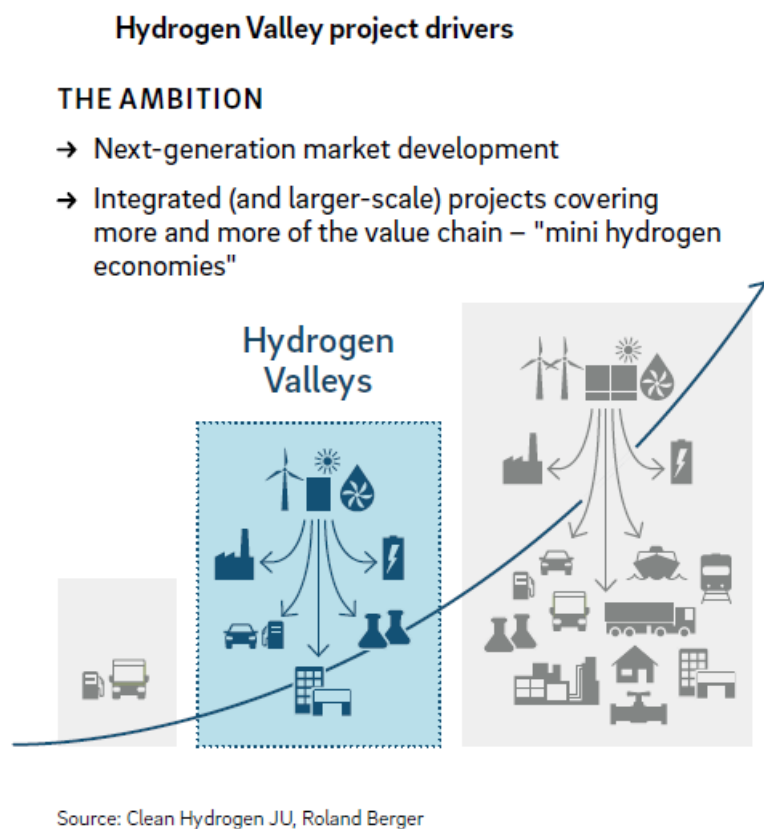 Hydrogen Valley project drivers
THE AMBITION
→ Next-generation market development
→ Integrated (and larger-scale) projects covering
more and more of the value chain – "mini hydrogen
economies"
Hydrogen
Valleys
Source: Clean Hydrogen JU, Roland Berger